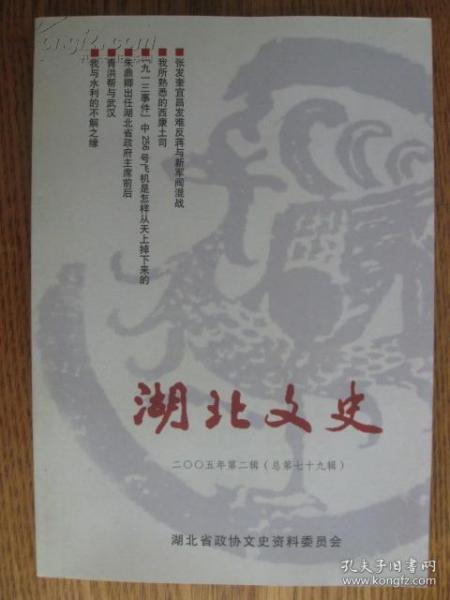 ■张发奎宜昌发难反蒋与新军阀混战
■我所熟悉的西康土司
■「九一三事件」中256号飞机是怎样从天上掉下来的
■朱鼎卿出任湖北省政府主席前后
■青洪帮与武汉
■我与水利的不解之缘
湖北文史
二〇〇五年第二辑（总第七十九辑）
湖北省政协文史资料委员会
孔夫子旧书网
www.kongfz.com